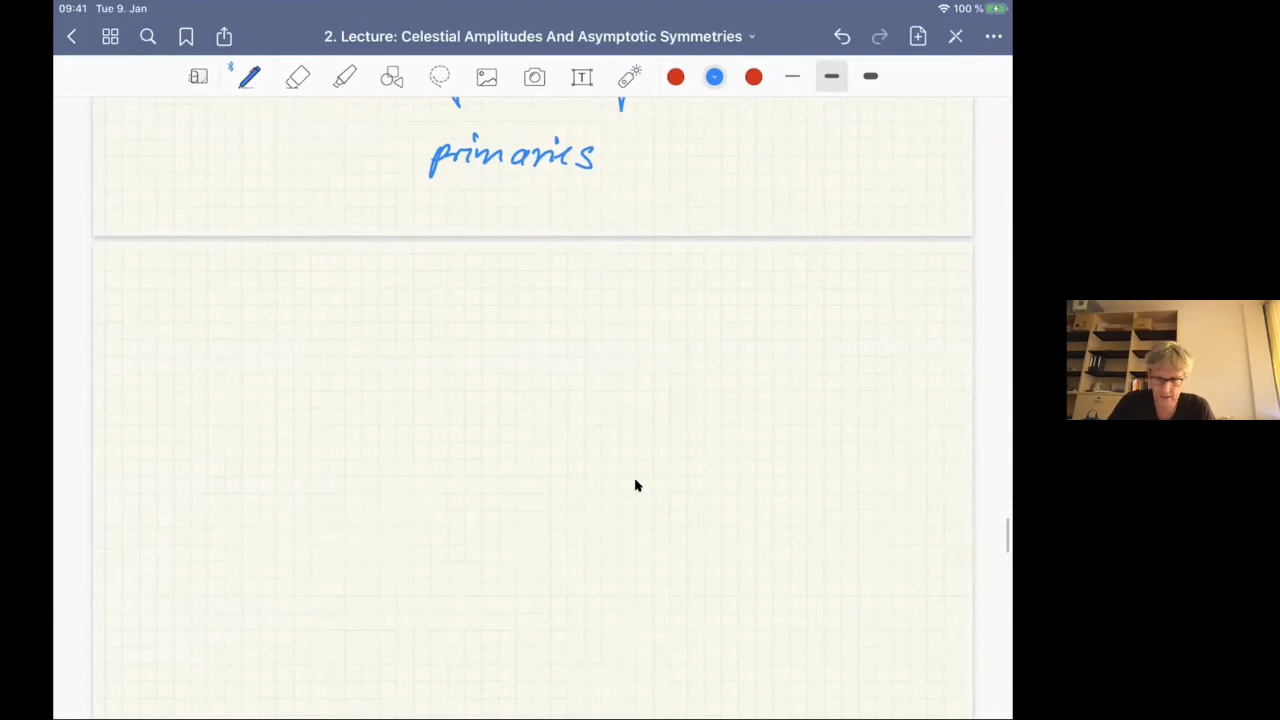 09:41 Tue 9. Jan
100 %
2. Lecture: Celestial Amplitudes And Asymptotic Symmetries
T
primaries